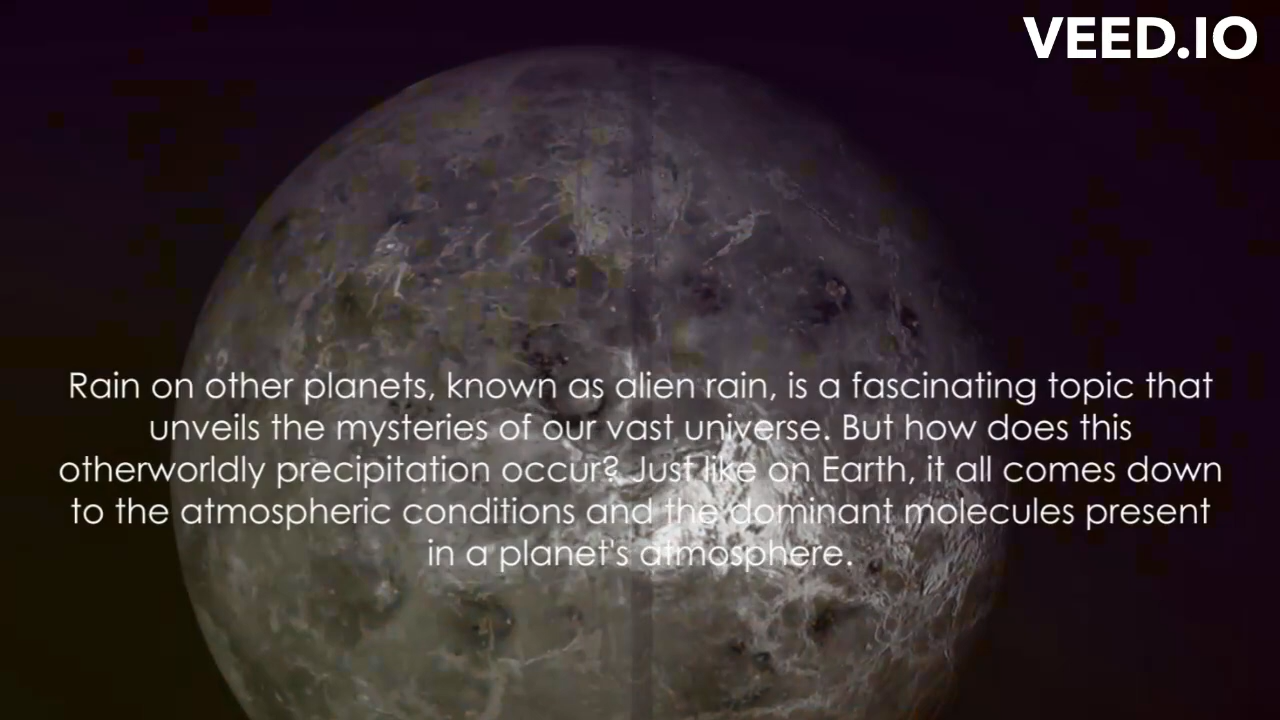 VEED.IO
Rain on other planets, known as alien rain, is a fascinating topic that
unveils the mysteries of our vast universe. But how does this
otherworldly precipitation occur? Just like on Earth, it all comes down
to the atmospheric conditions and the dominant molecules present
in a planet's atmosphere.